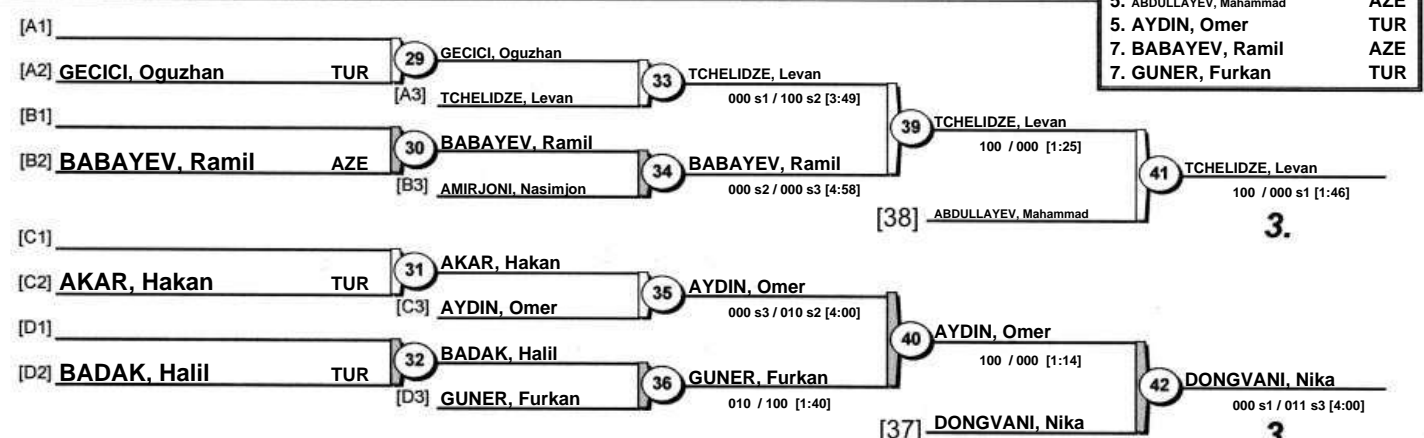 5. ABDULLAYEV, Mahammad AZE
5. AYDIN, Omer TUR
7. BABAYEV, Ramil AZE
7. GUNER, Furkan TUR
[A1]
[A2] GECICI, Oguzhan TUR
29
GECICI, Oguzhan
[A3] TCHELIDZE, Levan
33
TCHELIDZE, Levan
000 s1 / 100 s2 [3:49]
[B1]
[B2] BABAYEV, Ramil AZE
30
BABAYEV, Ramil
[B3] AMIRJONI, Nasimjon
34
BABAYEV, Ramil
000 s2 / 000 s3 [4:58]
39
TCHELIDZE, Levan
100 / 000 [1:25]
[38] ABDULLAYEV, Mahammad
41
TCHELIDZE, Levan
100 / 000 s1 [1:46]
3.
[C1]
[C2] AKAR, Hakan TUR
31
AKAR, Hakan
[C3] AYDIN, Omer
35
AYDIN, Omer
000 s3 / 010 s2 [4:00]
[D1]
[D2] BADAK, Halil TUR
32
BADAK, Halil
[D3] GUNER, Furkan
36
GUNER, Furkan
010 / 100 [1:40]
40
AYDIN, Omer
100 / 000 [1:14]
[37] DONGVANI, Nika
42
DONGVANI, Nika
000 s1 / 011 s3 [4:00]
3